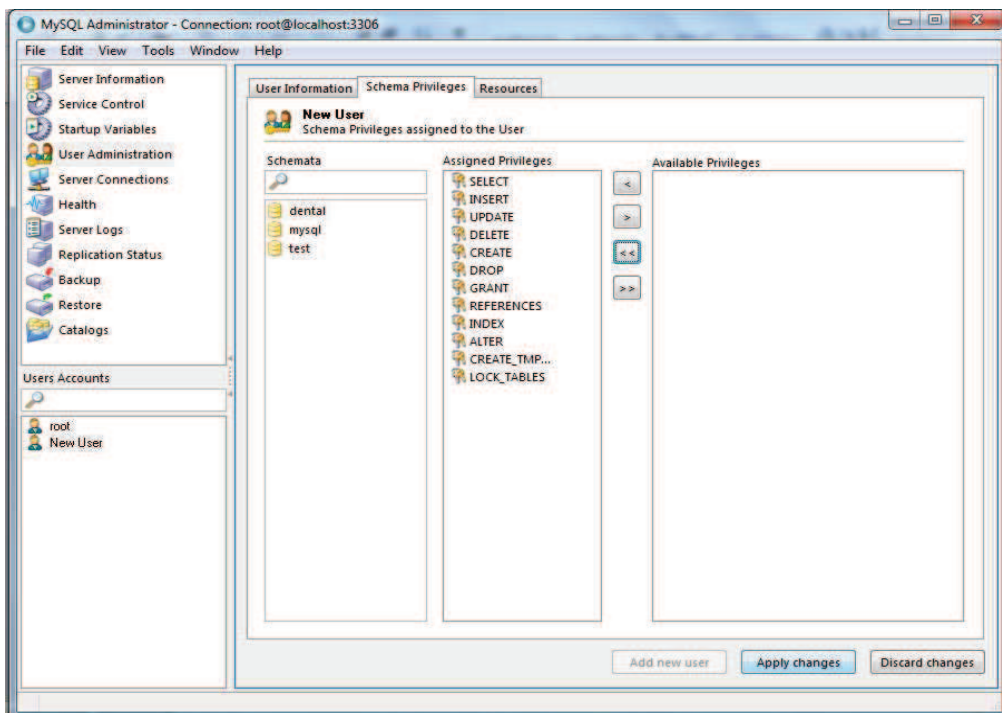 MySQL Administrator - Connection: root@localhost:3306
File Edit View Tools Window Help
Server Information
Service Control
Startup Variables
User Administration
Server Connections
Health
Server Logs
Replication Status
Backup
Restore
Catalogs
Users Accounts
root
New User
User Information Schema Privileges Resources
New User
Schema Privileges assigned to the User
Schemata
dental
mysql
test
Assigned Privileges
SELECT
INSERT
UPDATE
DELETE
CREATE
DROP
GRANT
REFERENCES
INDEX
ALTER
CREATE_TMP...
LOCK_TABLES
<
>
<<
>>
Available Privileges
Add new user Apply changes Discard changes